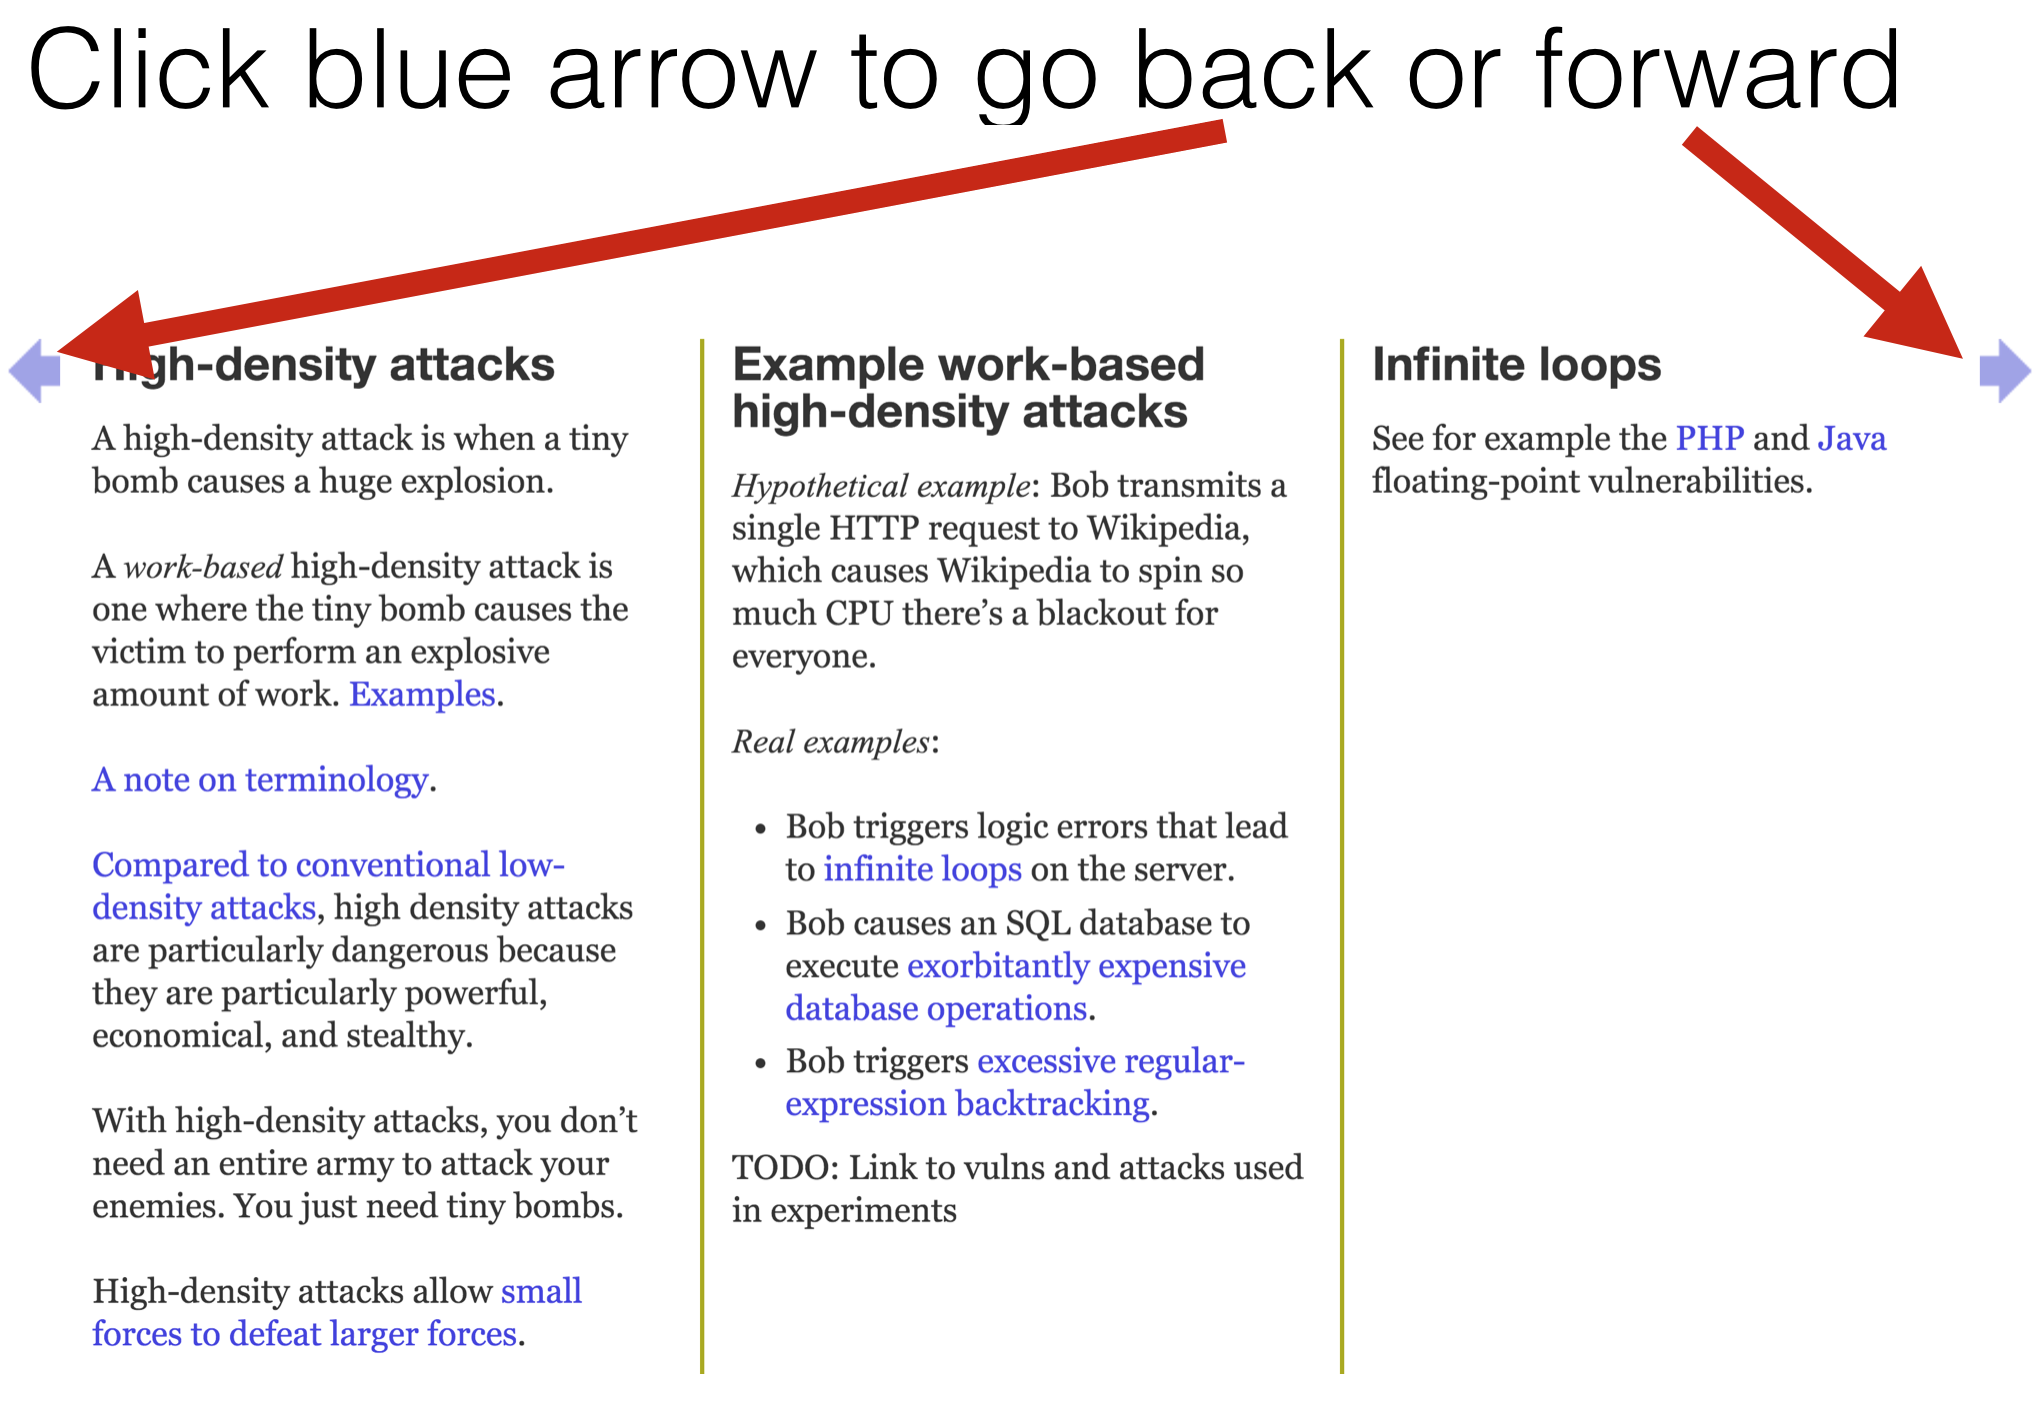 Click blue arrow to go back or forward
High-density attacks
A high-density attack is when a tiny
bomb causes a huge explosion.
A work-based high-density attack is
one where the tiny bomb causes the
victim to perform an explosive
amount of work. Examples.
A note on terminology.
Compared to conventional low-
density attacks, high density attacks
are particularly dangerous because
they are particularly powerful,
economical, and stealthy.
With high-density attacks, you don’t
need an entire army to attack your
enemies. You just need tiny bombs.
High-density attacks allow small
forces to defeat larger forces.
Example work-based
high-density attacks
Hypothetical example: Bob transmits a
single HTTP request to Wikipedia,
which causes Wikipedia to spin so
much CPU there’s a blackout for
everyone.
Real examples:
• Bob triggers logic errors that lead
to infinite loops on the server.
• Bob causes an SQL database to
execute exorbitantly expensive
database operations.
• Bob triggers excessive regular-
expression backtracking.
TODO: Link to vulns and attacks used
in experiments
Infinite loops
See for example the PHP and Java
floating-point vulnerabilities.